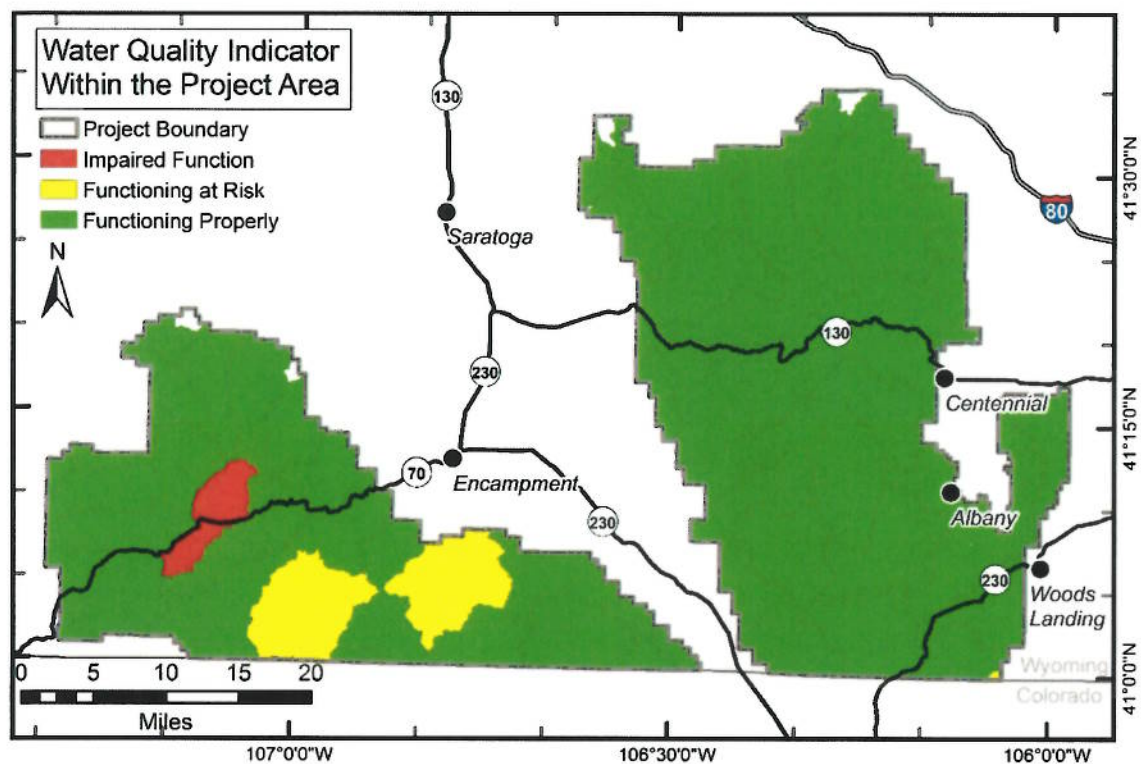 Water Quality Indicator
Within the Project Area
Project Boundary
Impaired Function
Functioning at Risk
Functioning Properly
N
130
80
41°30'0"N
Saratoga
130
230
Centennial
41°15'0"N
70
Encampment
230
Albany
230
Woods
Landing
Wyoming
Colorado
41°0'0"N
0 5 10 15 20
Miles
107°0'0"W
106°30'0"W
106°0'0"W